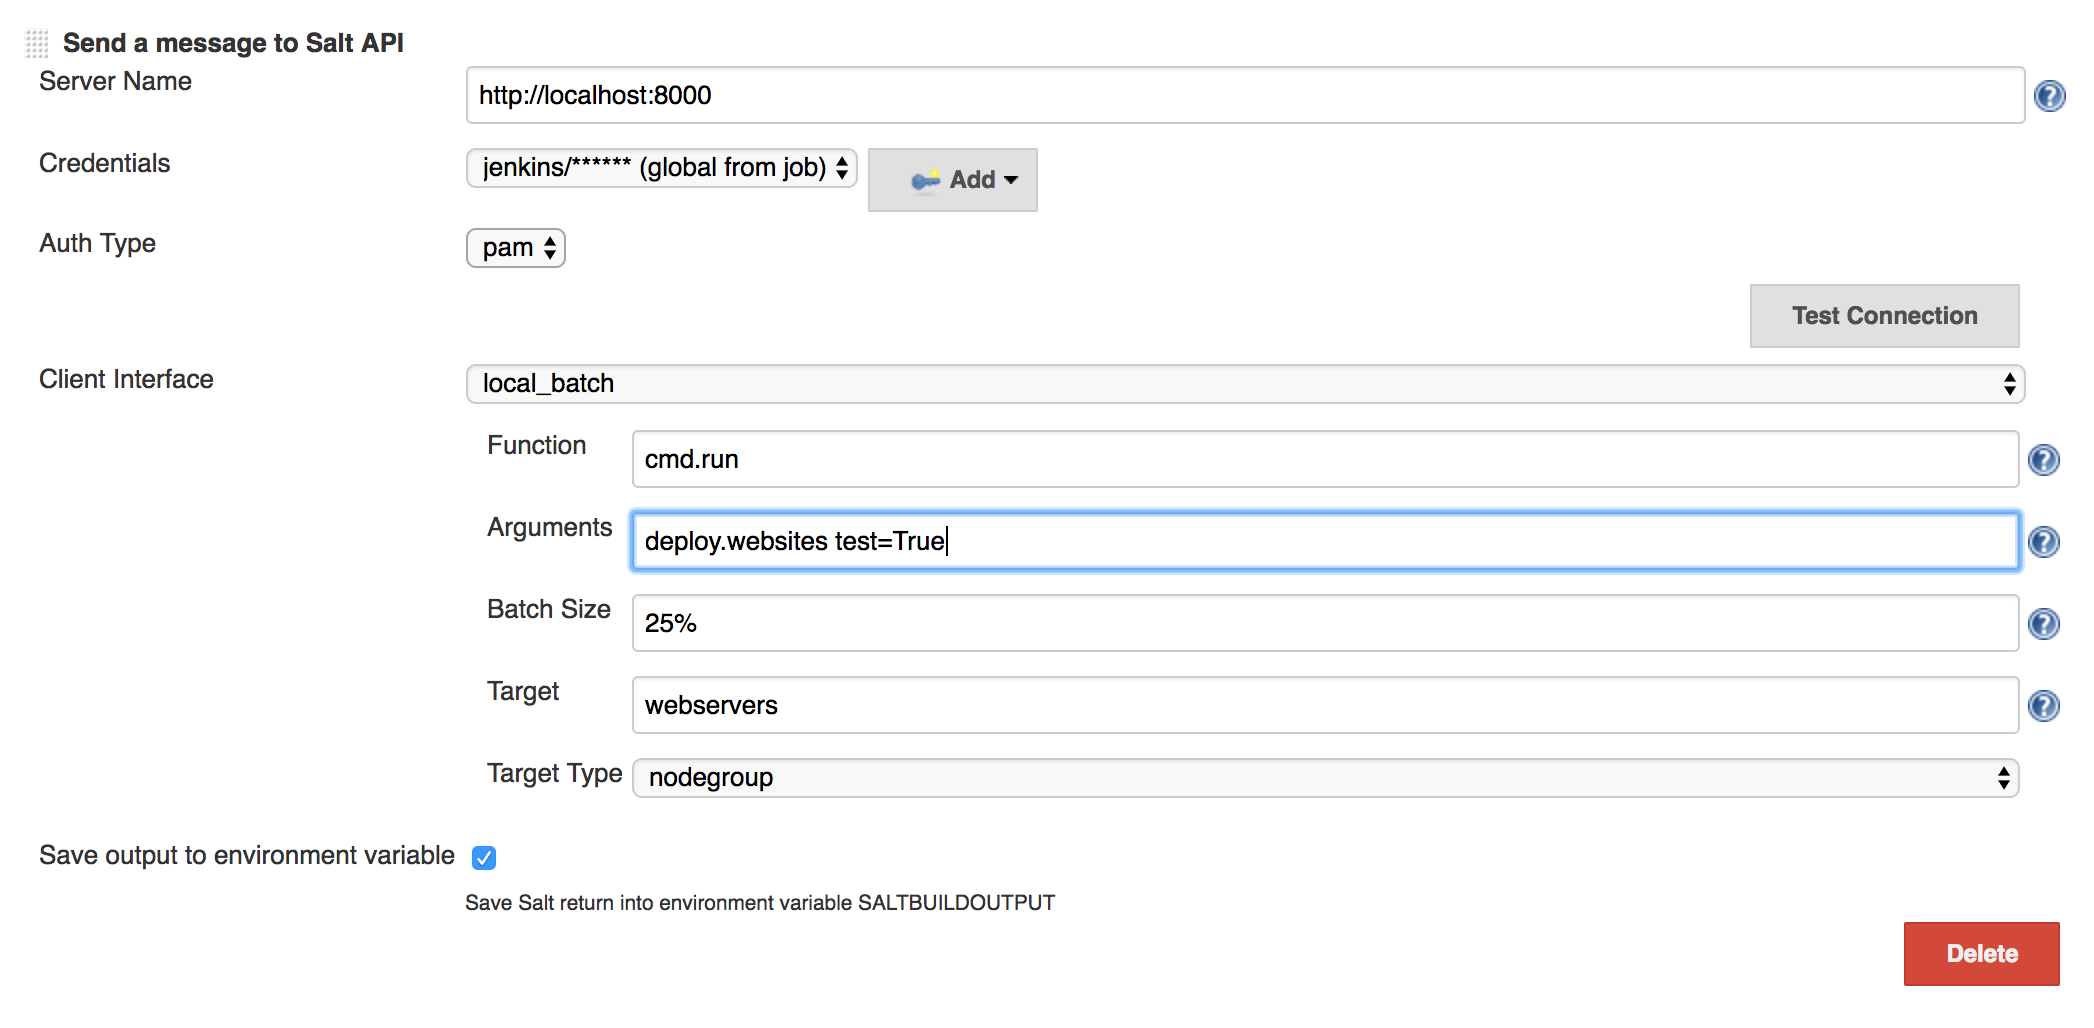 Send a message to Salt API
Server Name
http://localhost:8000
Credentials
jenkins/****** (global from job)
Add
Auth Type
pam
Test Connection
Client Interface
local_batch
Function
cmd.run
Arguments
deploy.websites test=True
Batch Size
25%
Target
webservers
Target Type
nodegroup
Save output to environment variable
Save Salt return into environment variable SALTBUILDOUTPUT
Delete